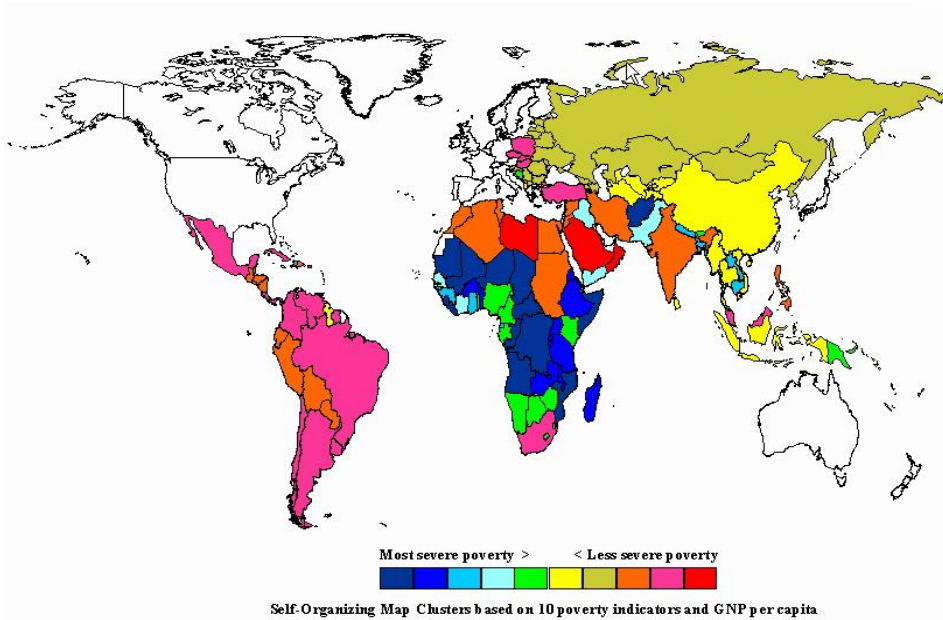 Most severe poverty > < Less severe poverty
Self-Organizing Map Clusters based on 10 poverty indicators and GNP per capita